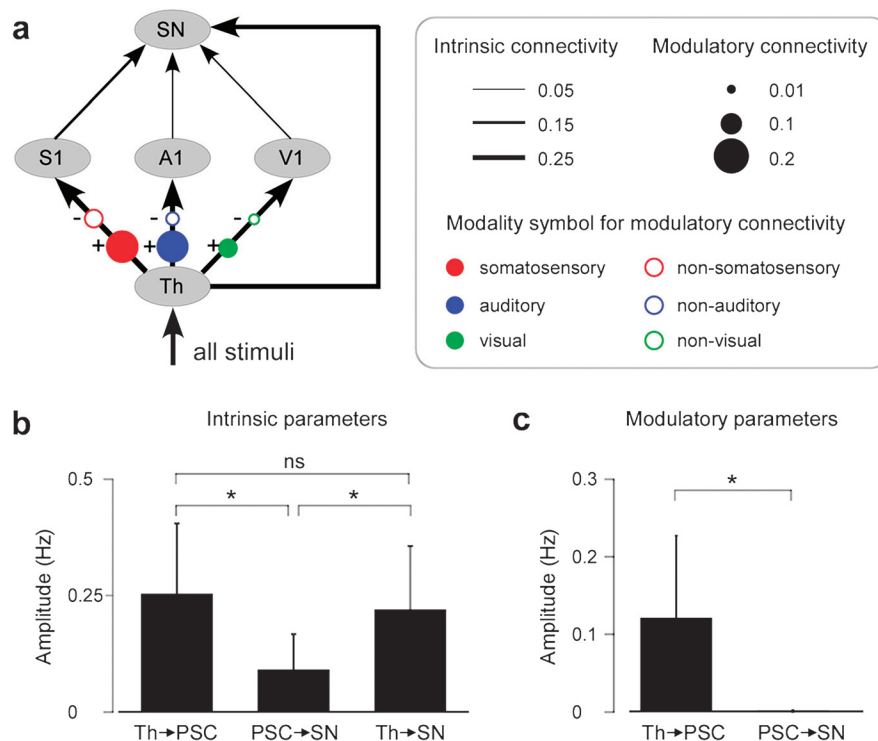 a
SN
S1
A1
V1
- - -
+ + +
Th
all stimuli
Intrinsic connectivity
0.05
0.15
0.25
Modulatory connectivity
0.01
0.1
0.2
Modality symbol for modulatory connectivity
somatosensory
non-somatosensory
auditory
non-auditory
visual
non-visual
b
Intrinsic parameters
Amplitude (Hz)
0.5
0.25
0
ns
* *
Th→PSC
PSC→SN
Th→SN
c
Modulatory parameters
Amplitude (Hz)
0.3
0.2
0.1
0
*
Th→PSC
PSC→SN